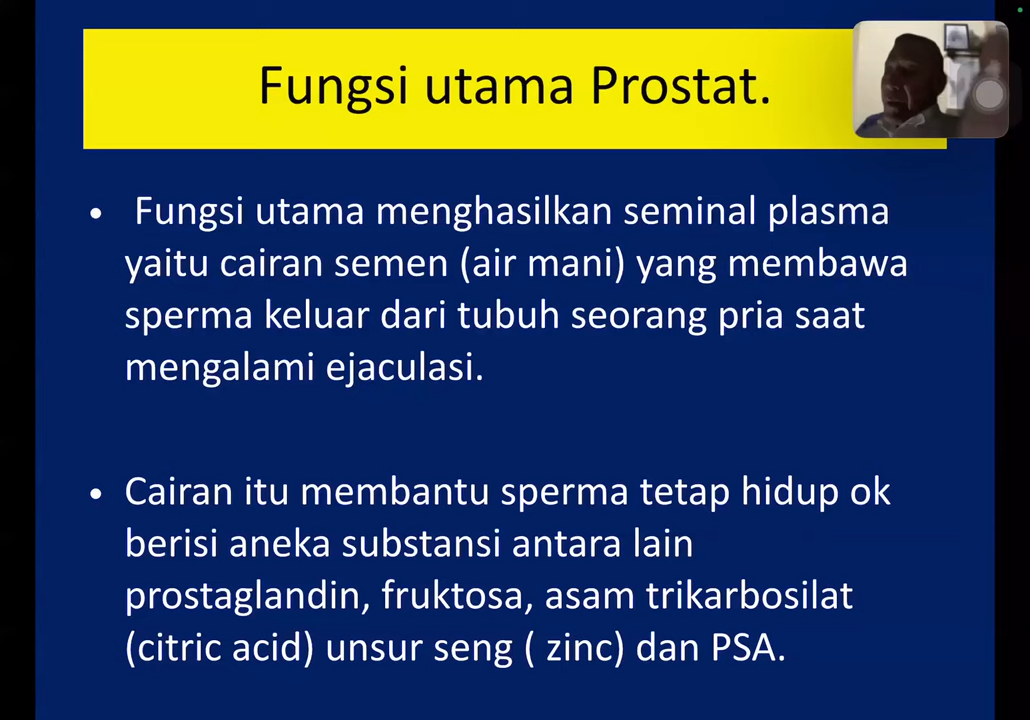 Fungsi utama Prostat.
• Fungsi utama menghasilkan seminal plasma
yaitu cairan semen (air mani) yang membawa
sperma keluar dari tubuh seorang pria saat
mengalami ejaculasi.
• Cairan itu membantu sperma tetap hidup ok
berisi aneka substansi antara lain
prostaglandin, fruktosa, asam trikarbosilat
(citric acid) unsur seng ( zinc) dan PSA.